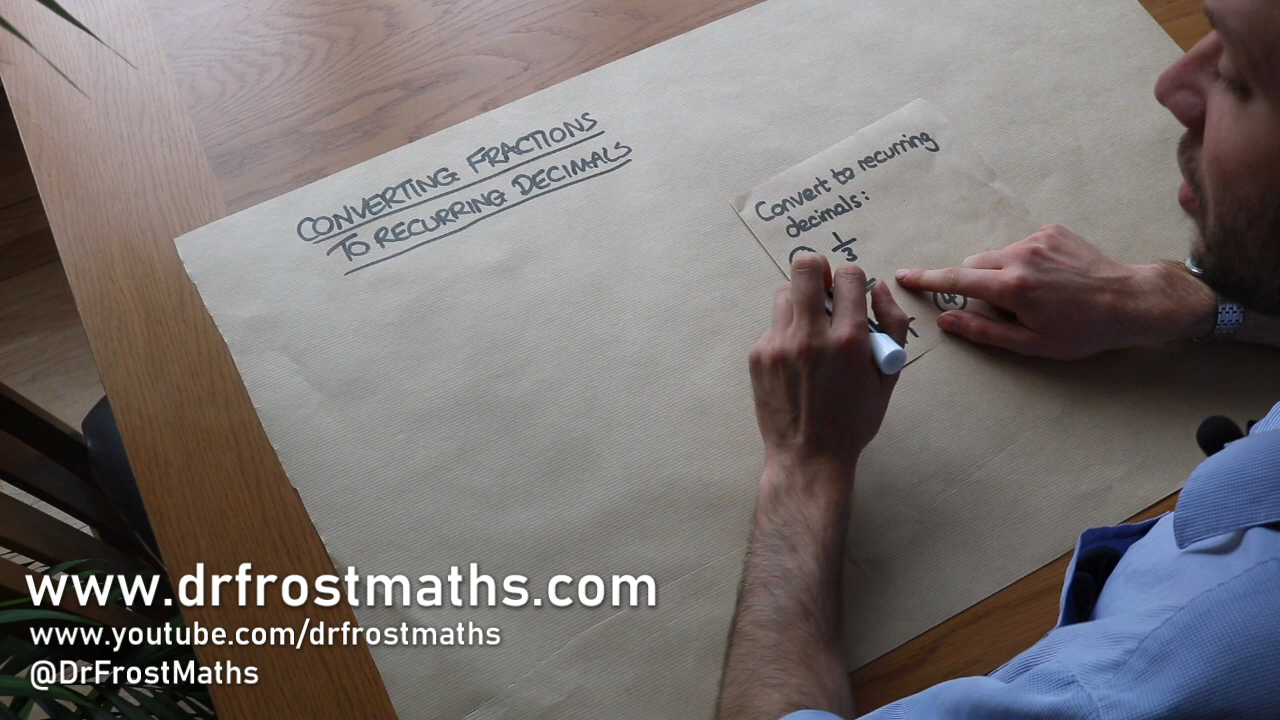 CONVERTING FRACTIONS
TO RECURRING DECIMALS
Convert to recurring
decimals:
1/3
4
www.drfrostmaths.com
www.youtube.com/drfrostmaths
@DrFrostMaths